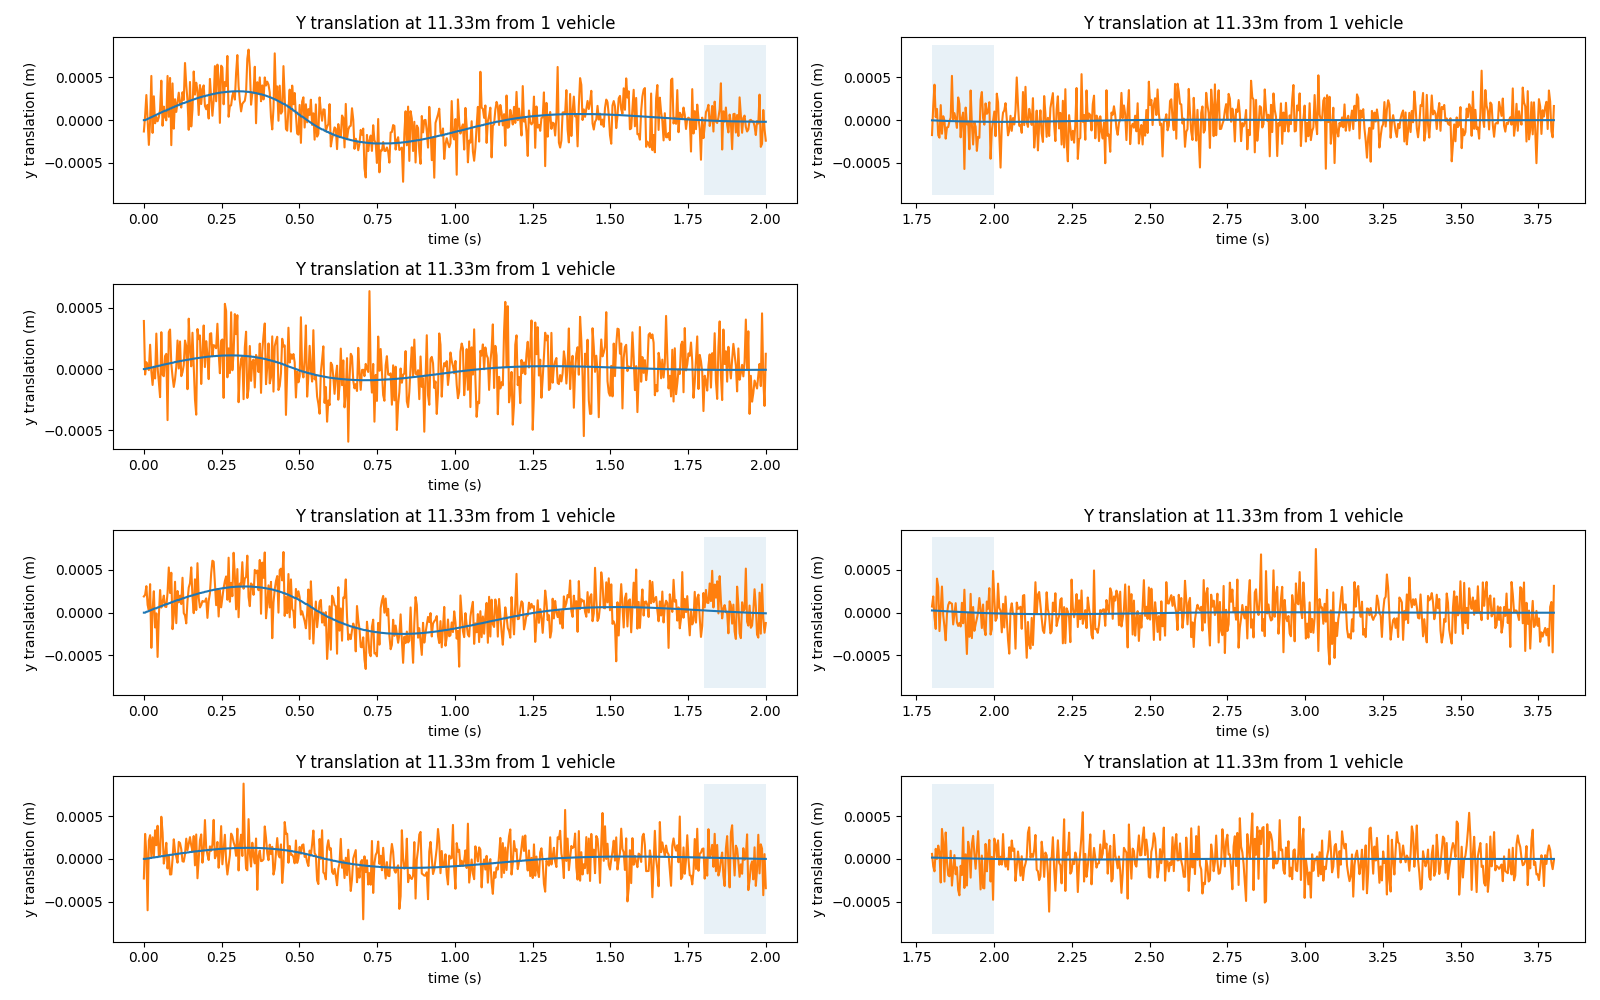 Y translation at 11.33m from 1 vehicle
y translation (m)
0.0005
0.0000
−0.0005
0.00 0.25 0.50 0.75 1.00 1.25 1.50 1.75 2.00
time (s)
Y translation at 11.33m from 1 vehicle
y translation (m)
0.0005
0.0000
−0.0005
1.75 2.00 2.25 2.50 2.75 3.00 3.25 3.50 3.75
time (s)
Y translation at 11.33m from 1 vehicle
y translation (m)
0.0005
0.0000
−0.0005
0.00 0.25 0.50 0.75 1.00 1.25 1.50 1.75 2.00
time (s)
Y translation at 11.33m from 1 vehicle
y translation (m)
0.0005
0.0000
−0.0005
0.00 0.25 0.50 0.75 1.00 1.25 1.50 1.75 2.00
time (s)
Y translation at 11.33m from 1 vehicle
y translation (m)
0.0005
0.0000
−0.0005
1.75 2.00 2.25 2.50 2.75 3.00 3.25 3.50 3.75
time (s)
Y translation at 11.33m from 1 vehicle
y translation (m)
0.0005
0.0000
−0.0005
0.00 0.25 0.50 0.75 1.00 1.25 1.50 1.75 2.00
time (s)
Y translation at 11.33m from 1 vehicle
y translation (m)
0.0005
0.0000
−0.0005
1.75 2.00 2.25 2.50 2.75 3.00 3.25 3.50 3.75
time (s)